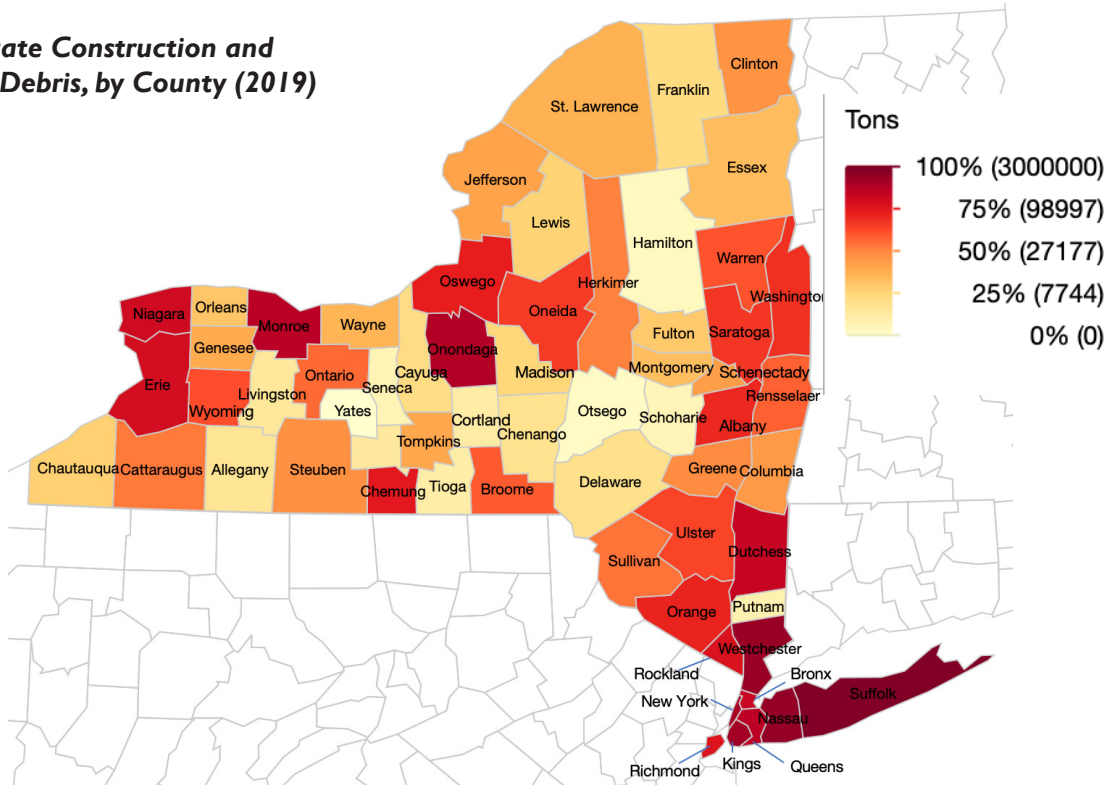 ate Construction and
Debris, by County (2019)
Tons
100% (3000000)
75% (98997)
50% (27177)
25% (7744)
0% (0)
Clinton
Franklin
St. Lawrence
Essex
Jefferson
Lewis
Hamilton
Warren
Oswego
Herkimer
Washington
Oneida
Niagara
Orleans
Monroe
Wayne
Saratoga
Fulton
Genesee
Onondaga
Montgomery
Schenectady
Cayuga
Madison
Ontario
Erie
Seneca
Livingston
Rensselaer
Wyoming
Yates
Otsego
Schoharie
Cortland
Albany
Chenango
Tompkins
Chautauqua
Cattaraugus
Allegany
Steuben
Greene
Columbia
Delaware
Chemung
Tioga
Broome
Ulster
Dutchess
Sullivan
Putnam
Orange
Westchester
Rockland
Bronx
New York
Suffolk
Nassau
Richmond
Kings
Queens